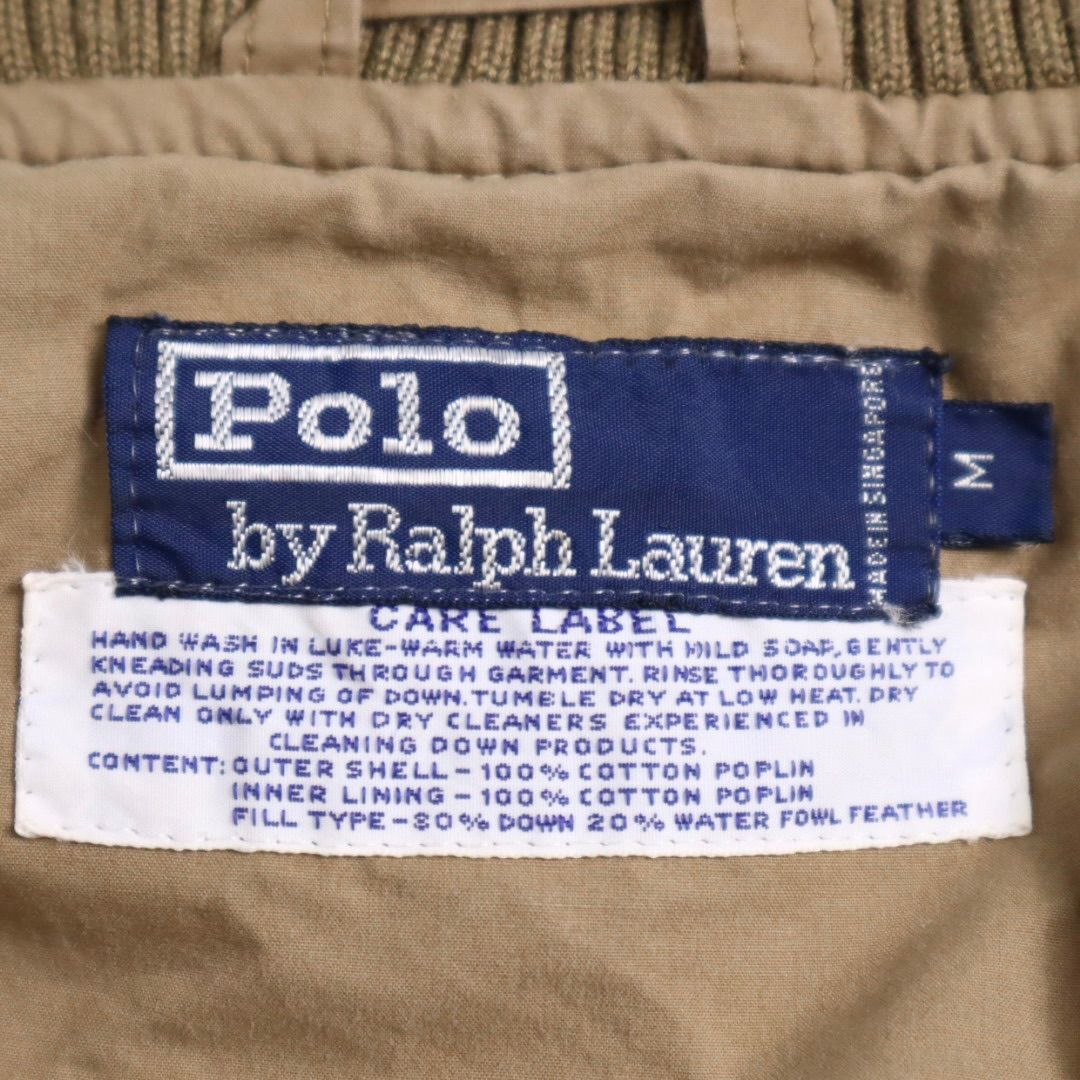 Polo
by Ralph Lauren
MADE IN SINGAPORE
M
CARE LABEL
HAND WASH IN LUKE-WARM WATER WITH MILD SOAP, GENTLY
KNEADING SUDS THROUGH GARMENT. RINSE THOROUGHLY TO
AVOID LUMPING OF DOWN. TUMBLE DRY AT LOW HEAT. DRY
CLEAN ONLY WITH DRY CLEANERS EXPERIENCED IN
CLEANING DOWN PRODUCTS.
CONTENT: OUTER SHELL - 100% COTTON POPLIN
INNER LINING - 100% COTTON POPLIN
FILL TYPE - 80% DOWN 20% WATER FOWL FEATHER